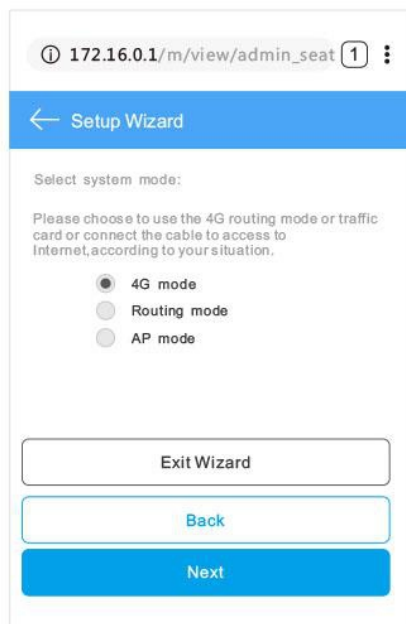 172.16.0.1/m/view/admin_seat 1
Setup Wizard
Select system mode:
Please choose to use the 4G routing mode or traffic
card or connect the cable to access to
Internet,according to your situation.
4G mode
Routing mode
AP mode
Exit Wizard
Back
Next